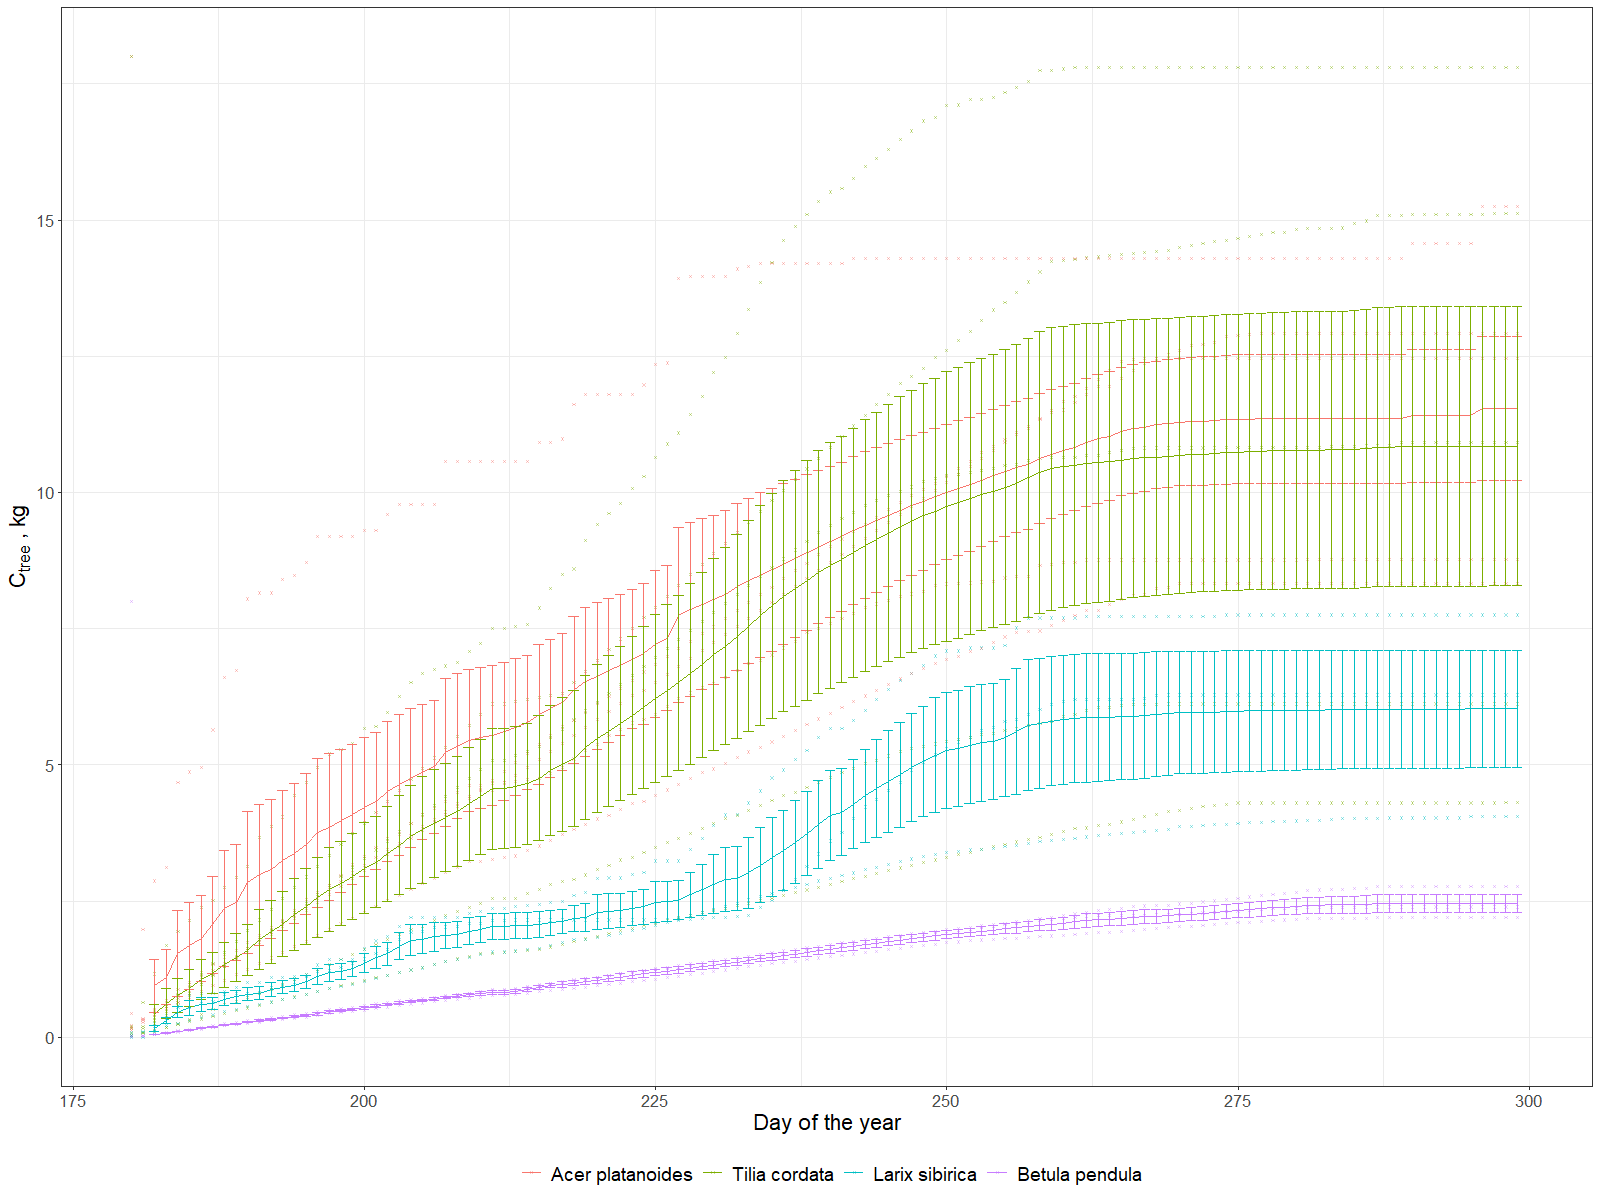 15
10
5
0
C_tree , kg
175 200 225 250 275 300
Day of the year
Acer platanoides Tilia cordata Larix sibirica Betula pendula